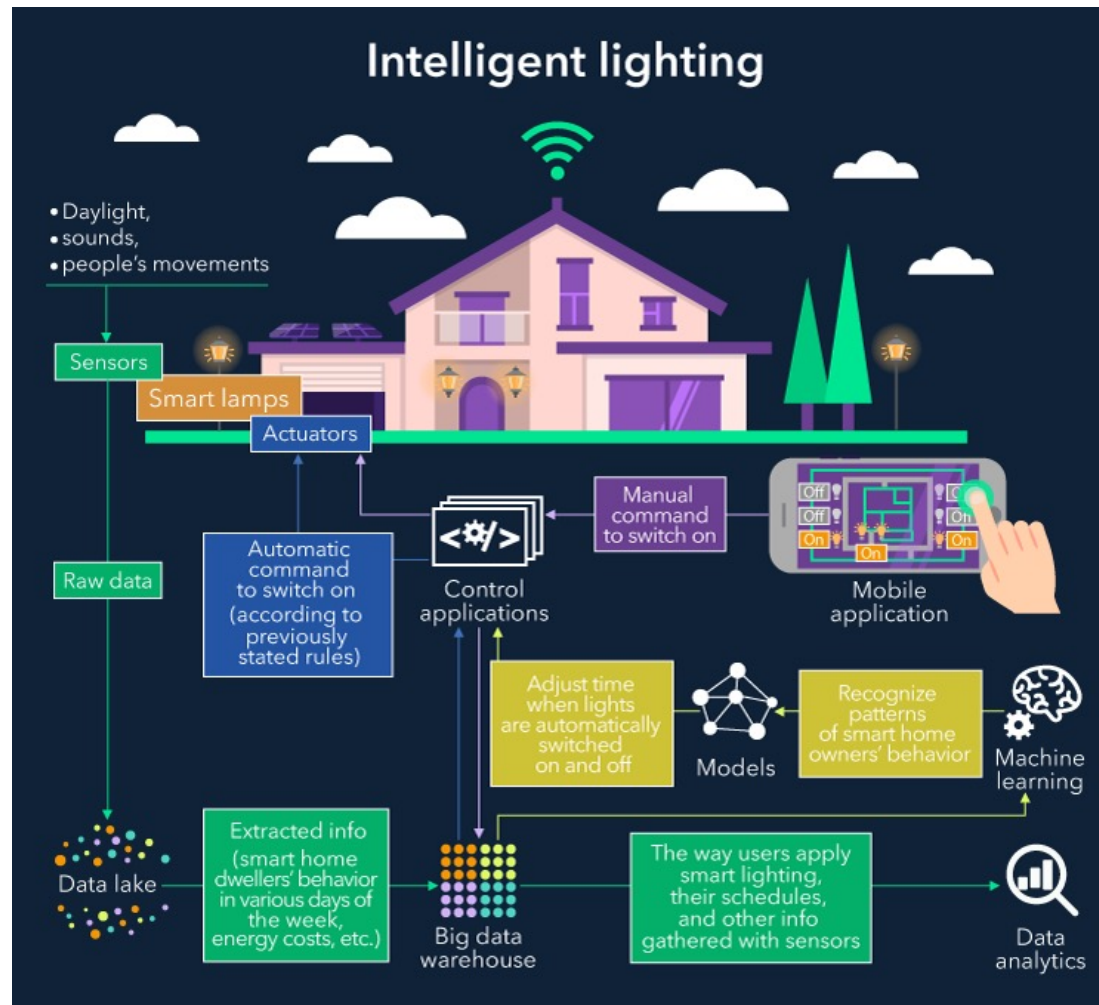 Intelligent lighting
• Daylight,
• sounds,
• people's movements
Sensors
Smart lamps
Actuators
Manual
command
to switch on
Off
Off
On
On
On
On
Mobile
application
Raw data
Automatic
command
to switch on
(according to
previously
stated rules)
</>
Control
applications
Adjust time
when lights
are automatically
switched
on and off
Models
Recognize
patterns
of smart home
owners' behavior
Machine
learning
Data lake
Extracted info
(smart home
dwellers' behavior
in various days of
the week,
energy costs, etc.)
Big data
warehouse
The way users apply
smart lighting,
their schedules,
and other info
gathered with sensors
Data
analytics